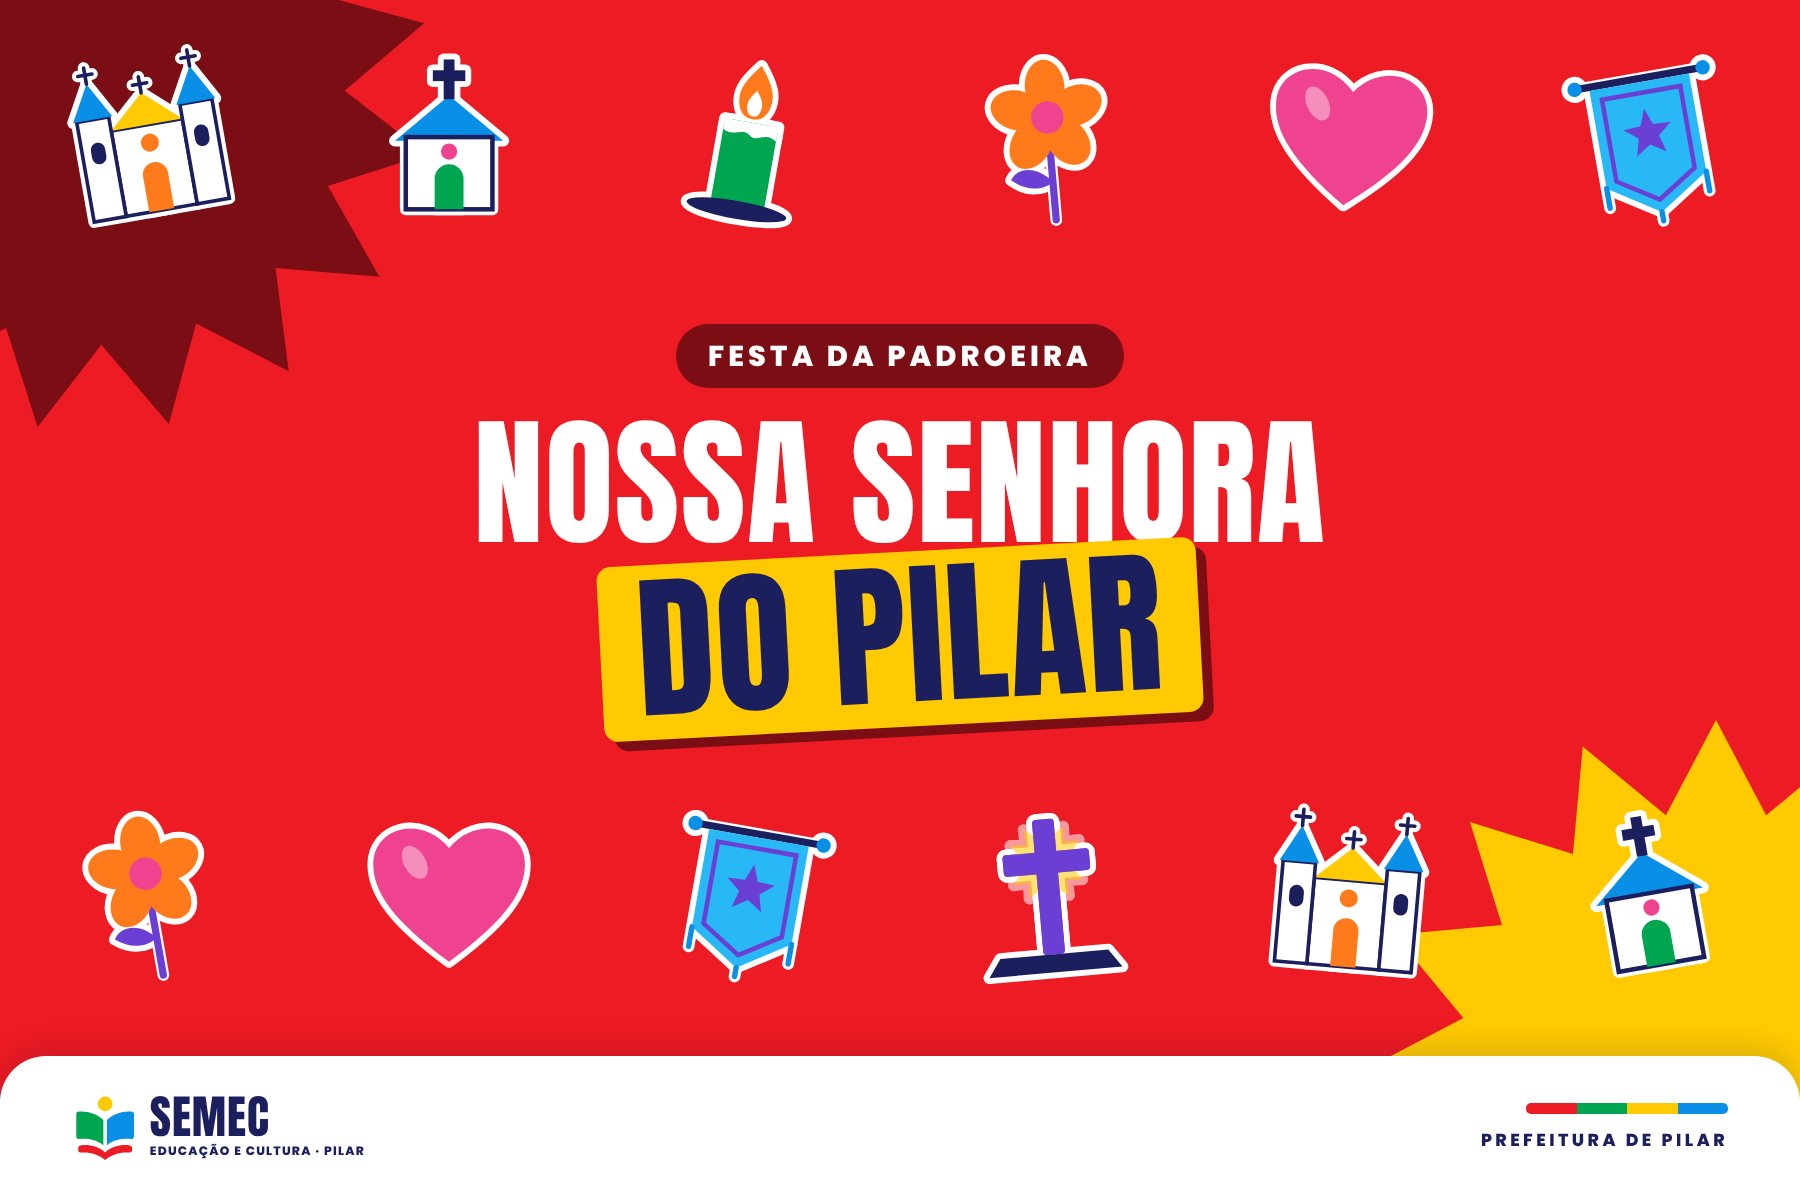 FESTA DA PADROEIRA
NOSSA SENHORA
DO PILAR
SEMEC
EDUCAÇÃO E CULTURA · PILAR
PREFEITURA DE PILAR